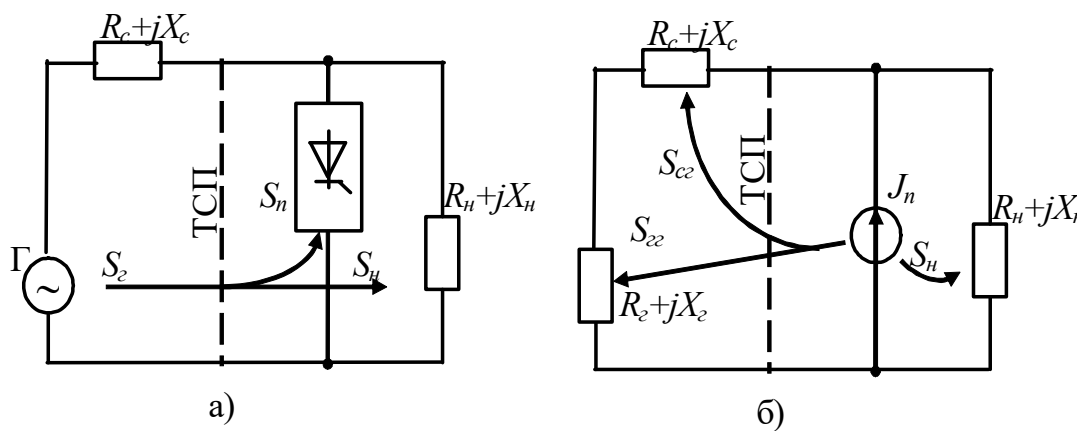 Rс+jXс
ТСП
Sп
Rн+jXн
Г
~
Sг
Sн
а)
Rс+jXс
Sсг
ТСП
Jп
Rн+jXн
Sгг
Sн
Rг+jXг
б)